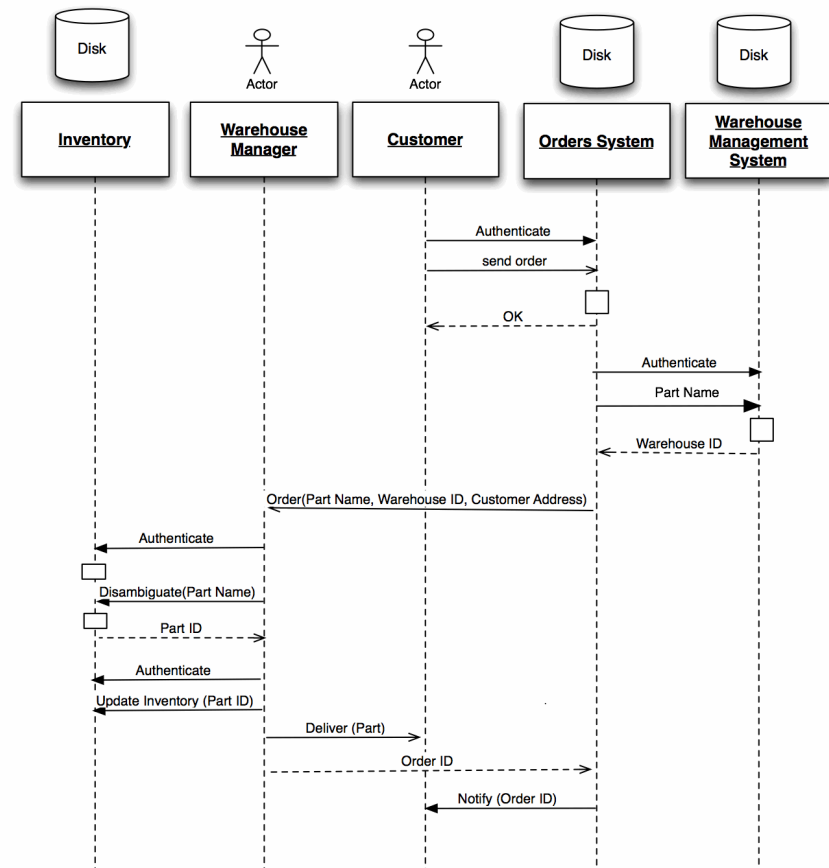 Disk
Actor
Actor
Disk
Disk
Inventory
Warehouse
Manager
Customer
Orders System
Warehouse
Management
System
Authenticate
send order
OK
Authenticate
Part Name
Warehouse ID
Order(Part Name, Warehouse ID, Customer Address)
Authenticate
Disambiguate(Part Name)
Part ID
Authenticate
Update Inventory (Part ID)
Deliver (Part)
Order ID
Notify (Order ID)